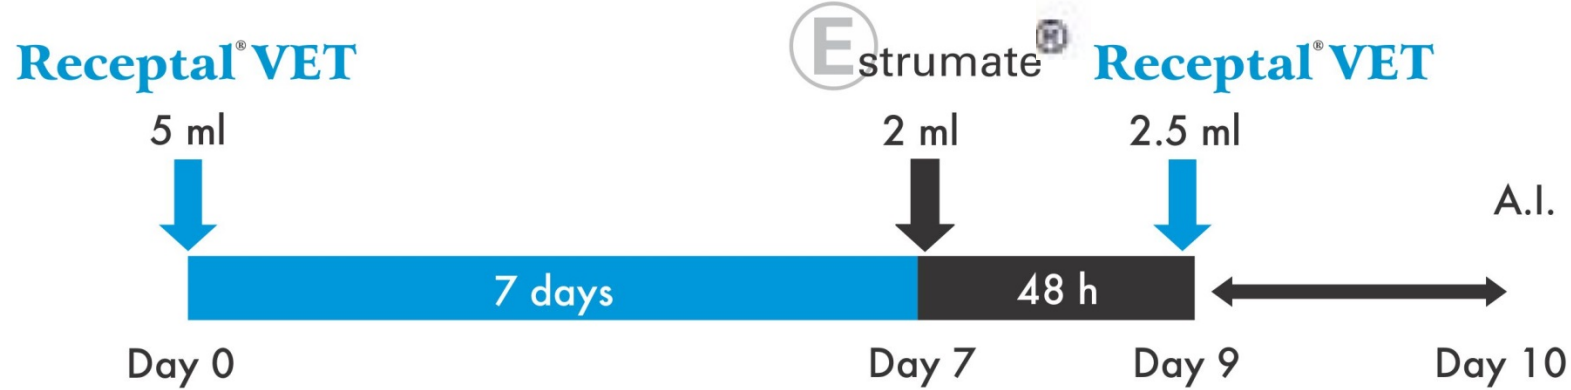 Receptal® VET
Estrumate®
Receptal® VET
5 ml
2 ml
2.5 ml
A.I.
7 days
48 h
Day 0
Day 7
Day 9
Day 10